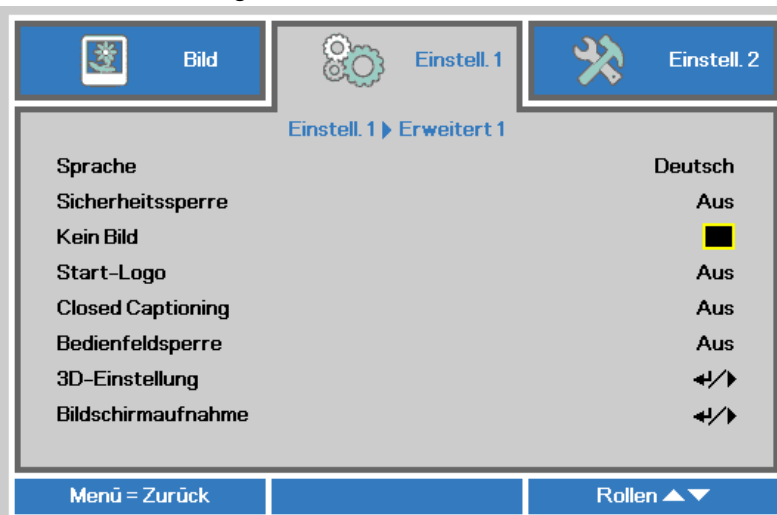 Bild
Einstell. 1
Einstell. 2
Einstell. 1 ▶ Erweitert 1
Sprache Deutsch
Sicherheitssperre Aus
Kein Bild
Start-Logo Aus
Closed Captioning Aus
Bedienfeldsperre Aus
3D-Einstellung ↵/▶
Bildschirmaufnahme ↵/▶
Menü = Zurück
Rollen ▲▼